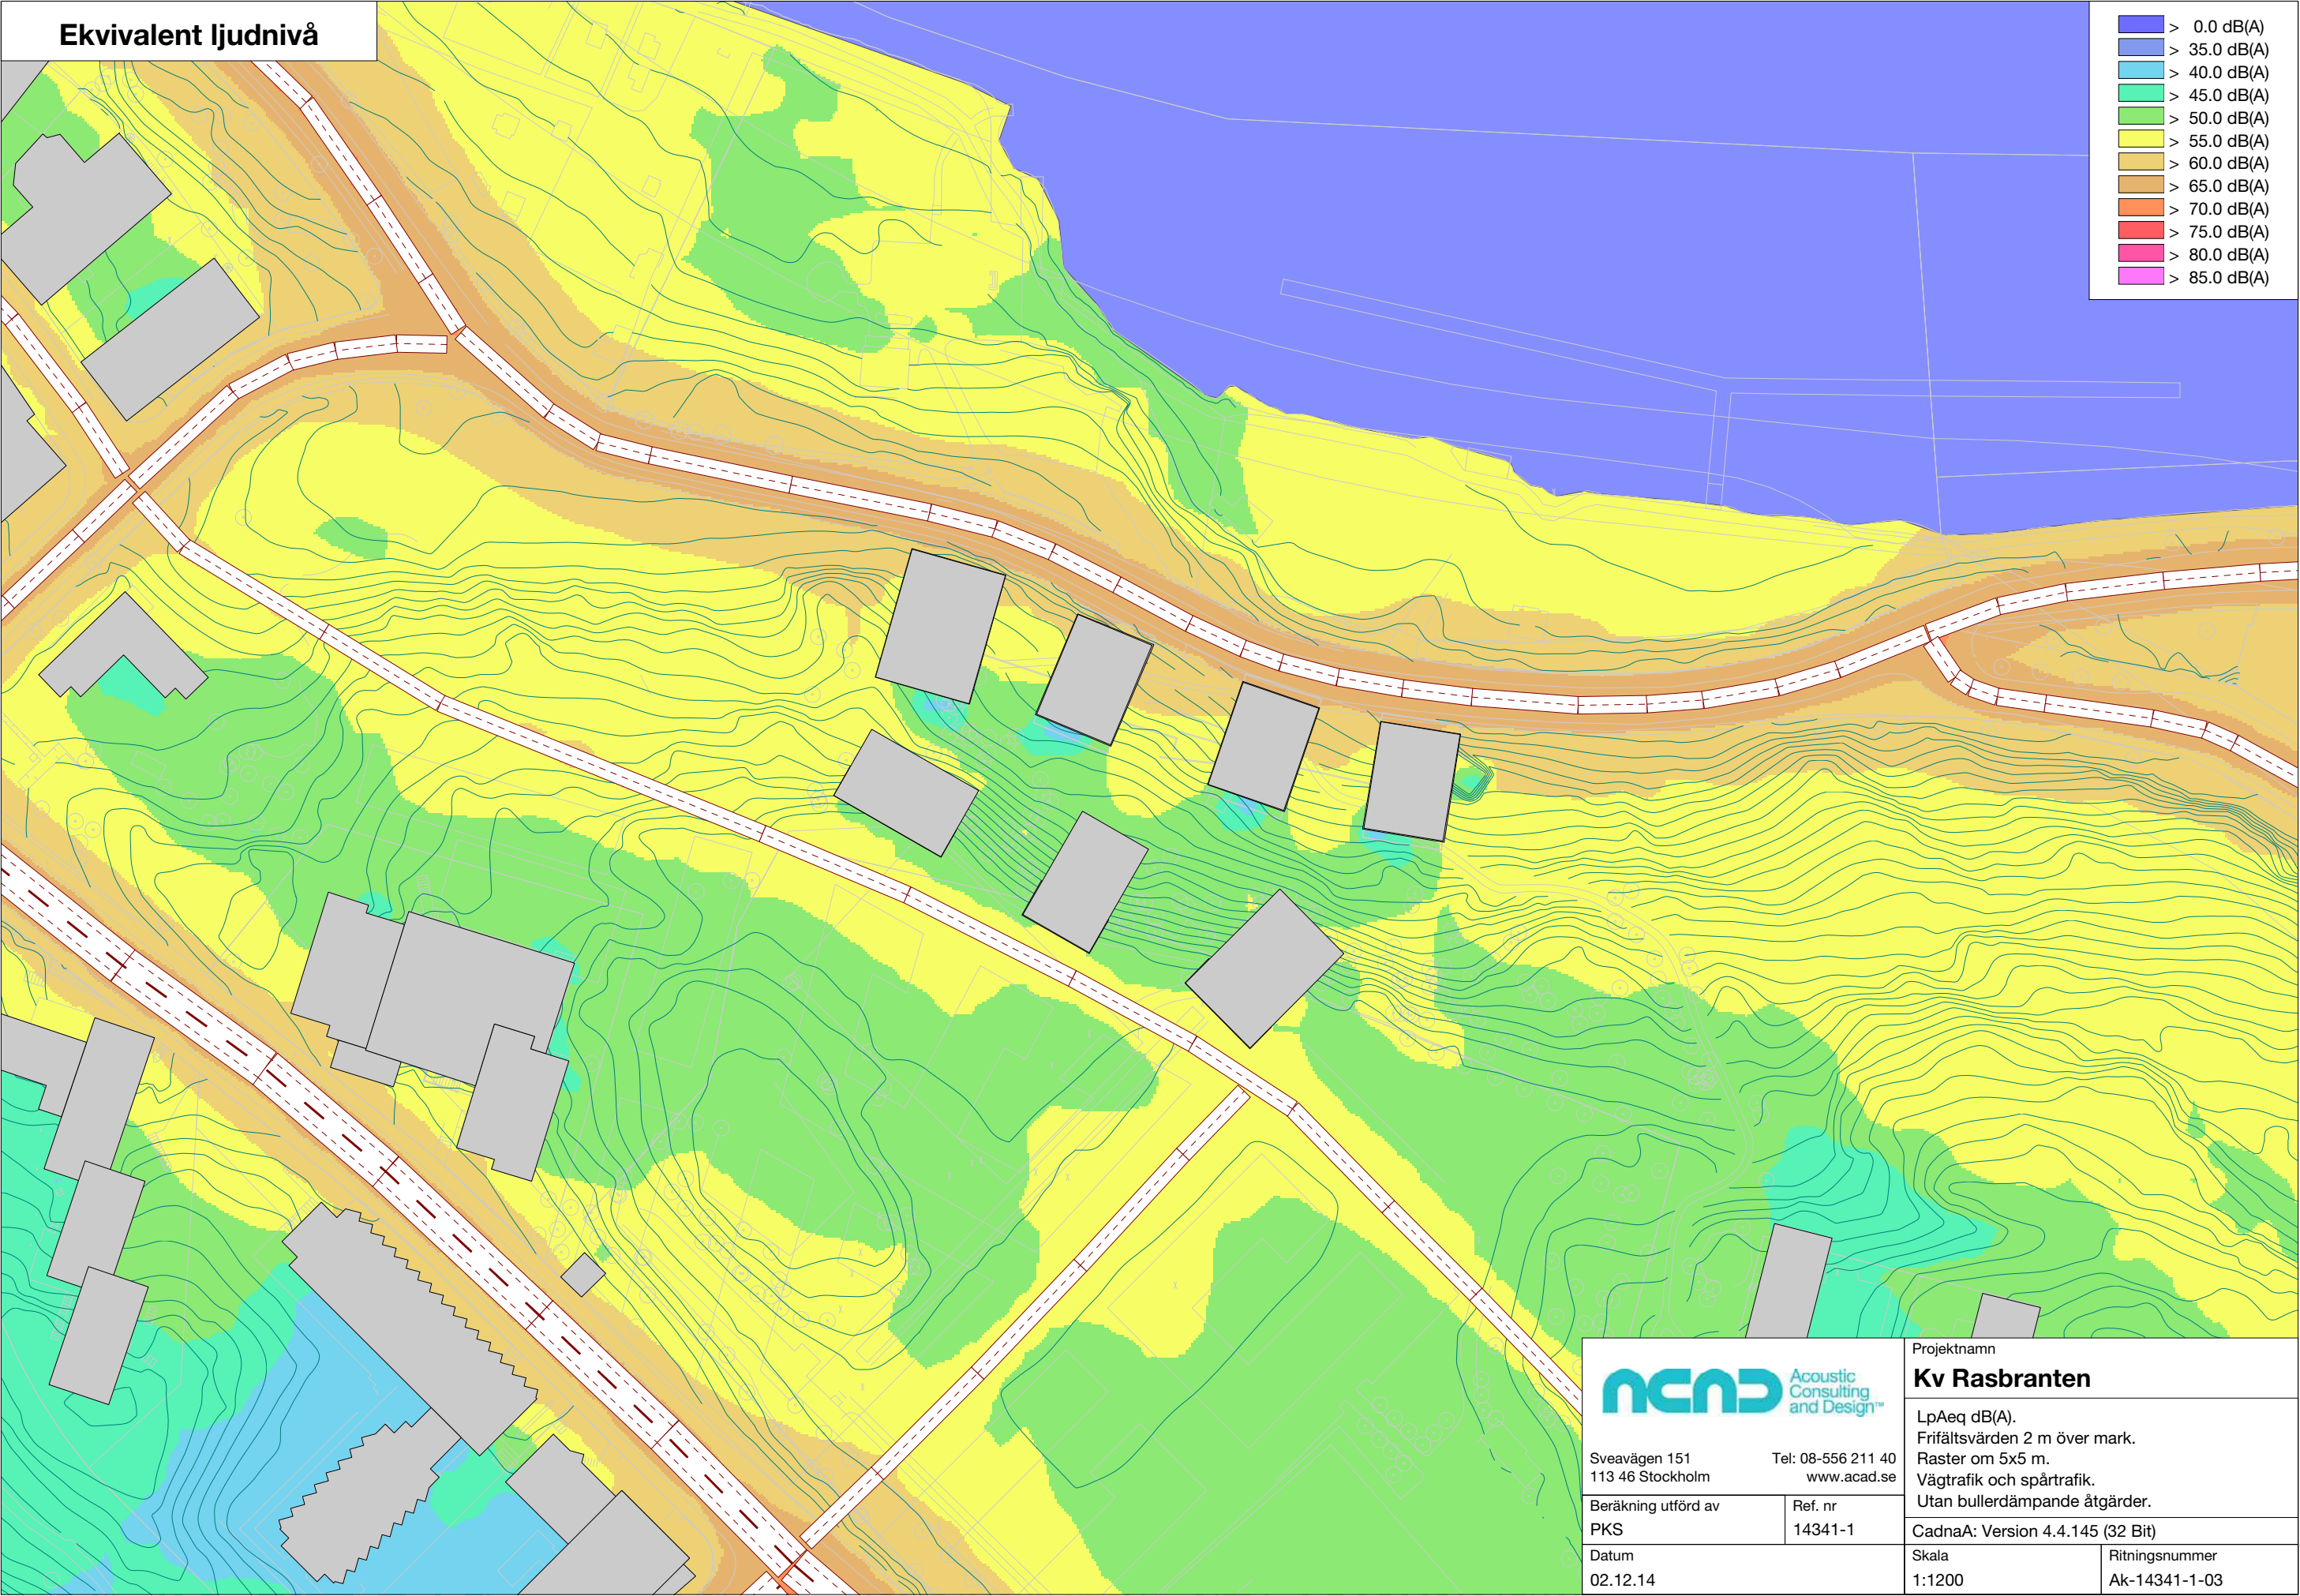 Ekvivalent ljudnivå
> 0.0 dB(A)
> 35.0 dB(A)
> 40.0 dB(A)
> 45.0 dB(A)
> 50.0 dB(A)
> 55.0 dB(A)
> 60.0 dB(A)
> 65.0 dB(A)
> 70.0 dB(A)
> 75.0 dB(A)
> 80.0 dB(A)
> 85.0 dB(A)
acad Acoustic
Consulting
and Design™
Sveavägen 151 Tel: 08-556 211 40
113 46 Stockholm www.acad.se
Beräkning utförd av Ref. nr
PKS 14341-1
Datum
02.12.14
Projektnamn
Kv Rasbranten
LpAeq dB(A).
Frifältsvärden 2 m över mark.
Raster om 5x5 m.
Vägtrafik och spårtrafik.
Utan bullerdämpande åtgärder.
CadnaA: Version 4.4.145 (32 Bit)
Skala Ritningsnummer
1:1200 Ak-14341-1-03